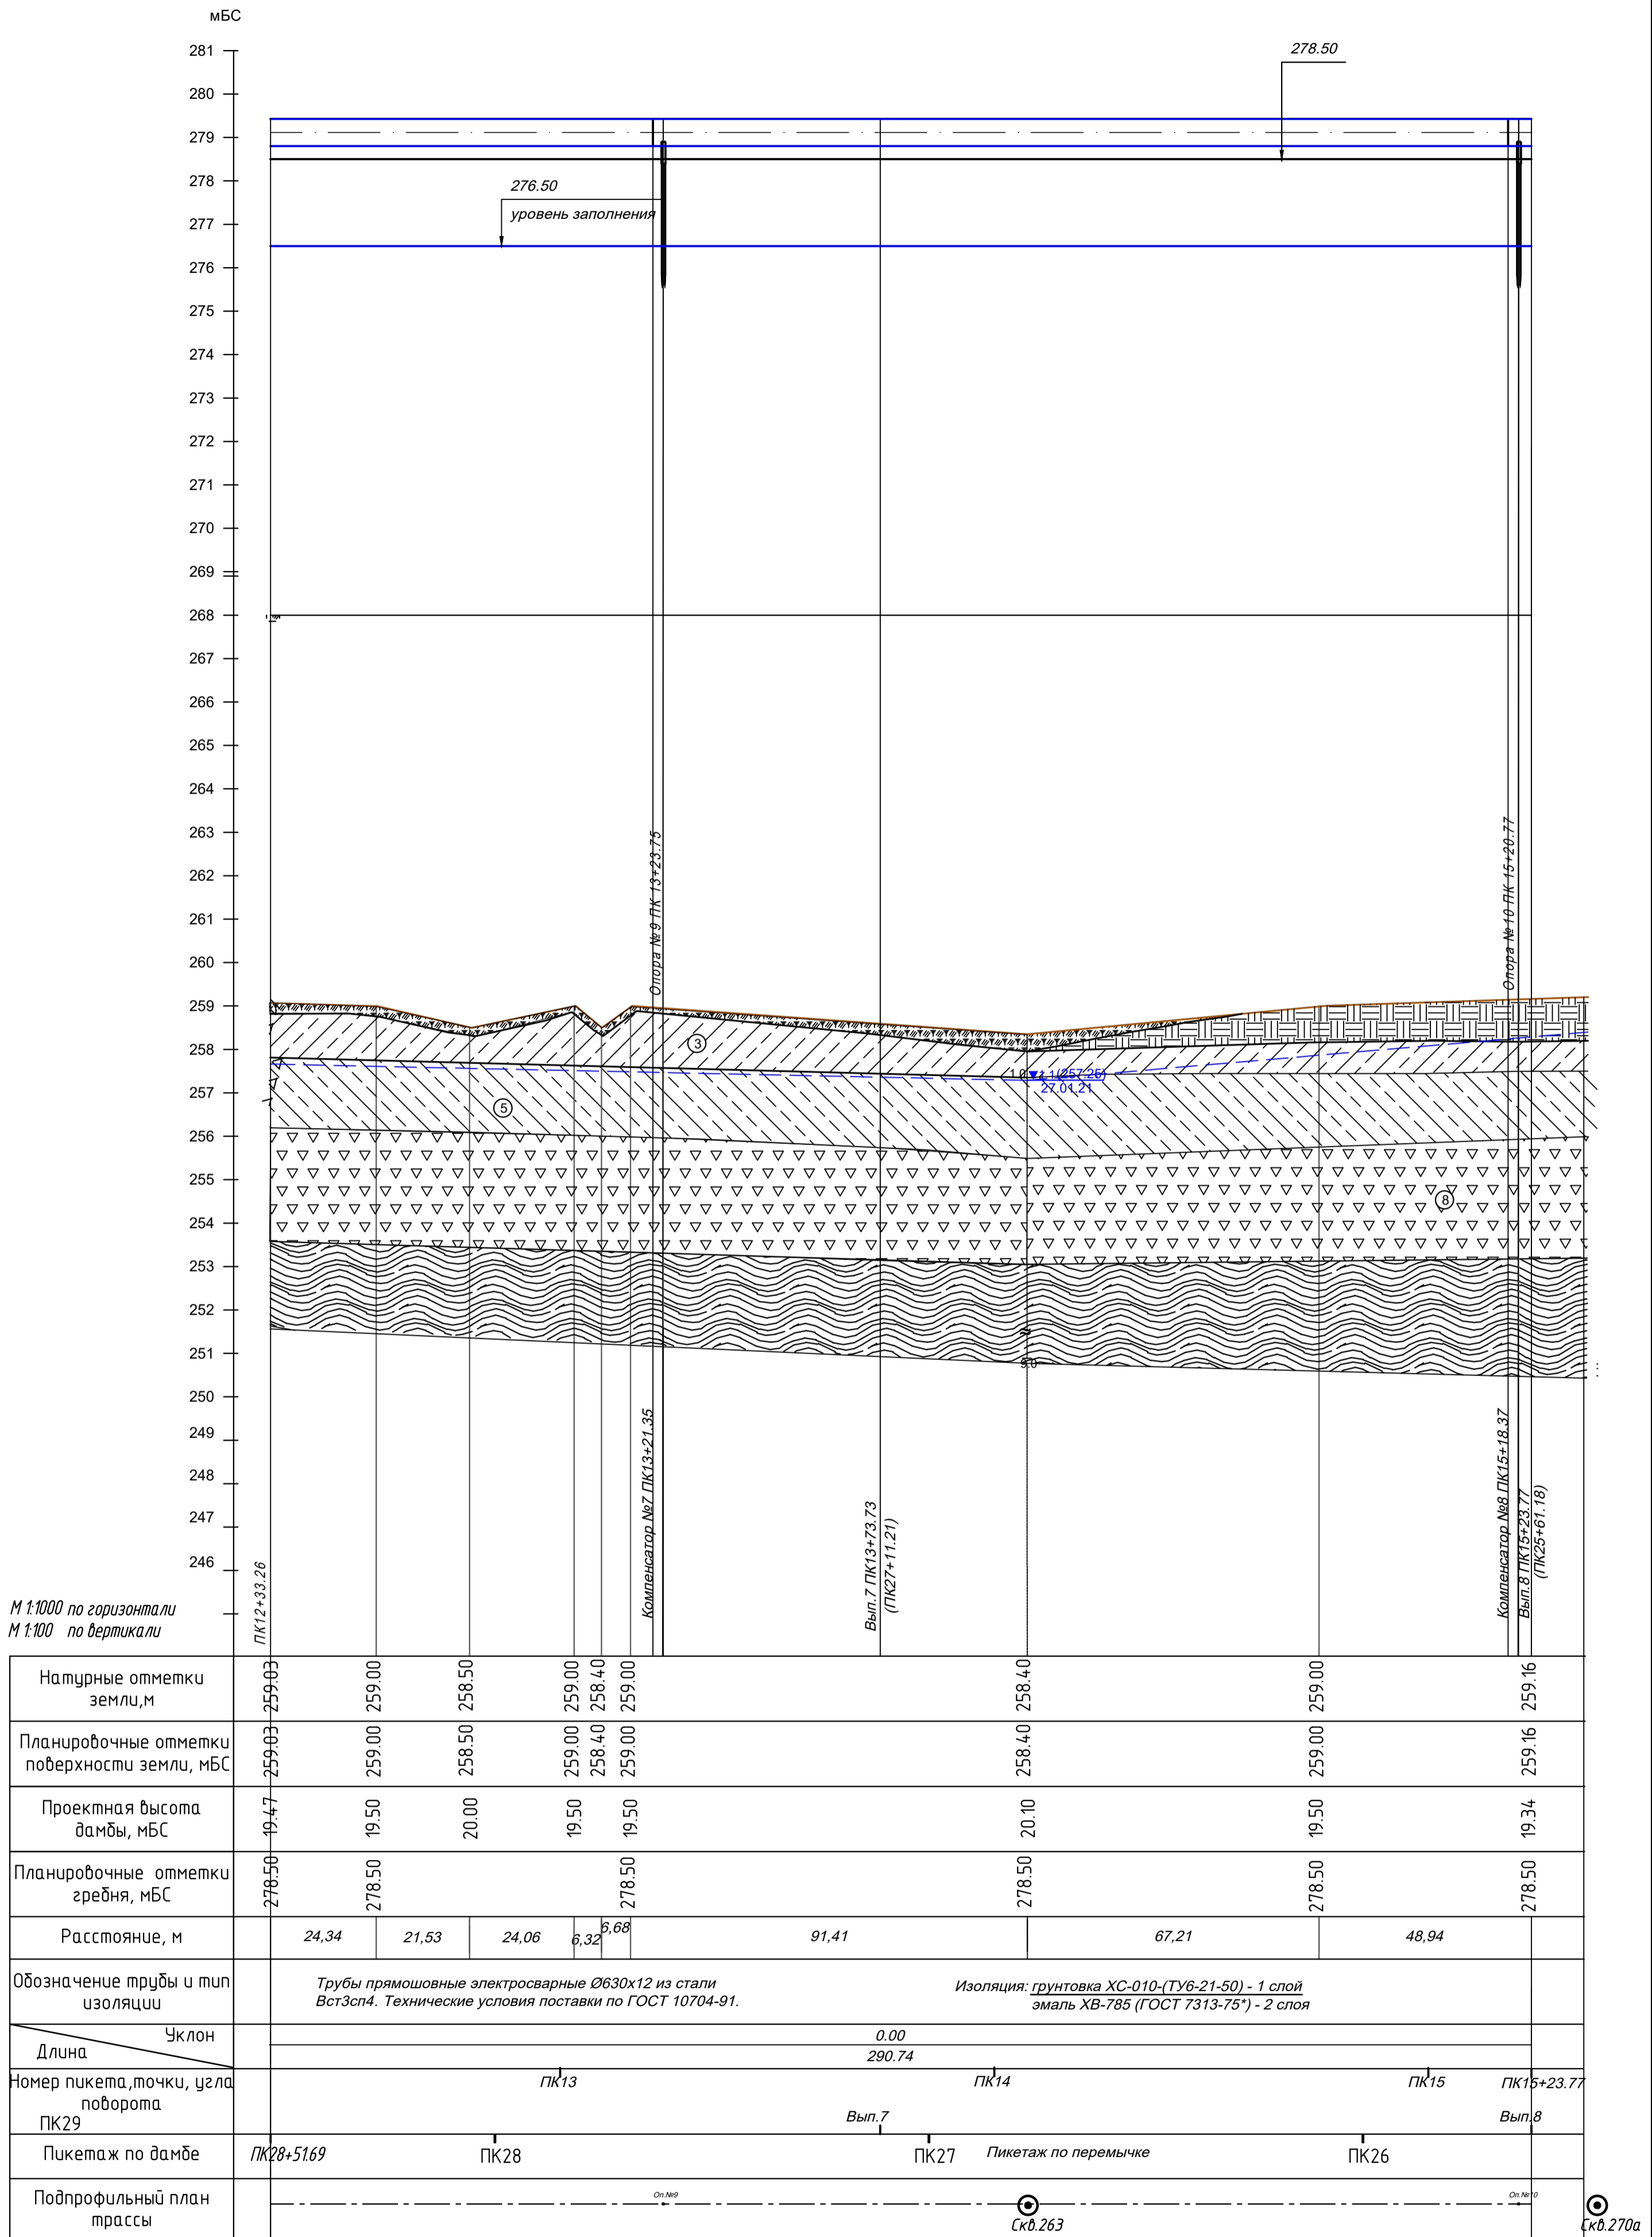 мБС
281
280
279
278
277
276
275
274
273
272
271
270
269
268
267
266
265
264
263
262
261
260
259
258
257
256
255
254
253
252
251
250
249
248
247
246
278.50
276.50
уровень заполнения
Опора №9 ПК 13+23.75
Опора №10 ПК 15+20.77
3
5
8
1.0
1.1(257.25)
27.01.21
9.0
ПК12+33.26
Компенсатор №7 ПК13+21.35
Вып.7 ПК13+73.73
(ПК27+11.21)
Компенсатор №8 ПК15+18.37
Вып.8 ПК15+23.77
(ПК25+61.18)
М 1:1000 по горизонтали
М 1:100 по вертикали
Натурные отметки
земли,м
259.03 259.00 258.50 259.00 258.40 259.00 258.40 259.00 259.16
Планировочные отметки
поверхности земли, мБС
259.03 259.00 258.50 259.00 258.40 259.00 258.40 259.00 259.16
Проектная высота
дамбы, мБС
19.47 19.50 20.00 19.50 19.50 20.10 19.50 19.34
Планировочные отметки
гребня, мБС
278.50 278.50 278.50 278.50 278.50 278.50
Расстояние, м
24,34 21,53 24,06 6,32 6,68 91,41 67,21 48,94
Обозначение трубы и тип
изоляции
Трубы прямошовные электросварные Ø630х12 из стали
Вст3сп4. Технические условия поставки по ГОСТ 10704-91.
Изоляция: грунтовка ХС-010-(ТУ6-21-50) - 1 слой
эмаль ХВ-785 (ГОСТ 7313-75*) - 2 слоя
Уклон
Длина
0.00
290.74
Номер пикета,точки, угла
поворота
ПК29
ПК13 ПК14 ПК15 ПК15+23.77
Вып.7 Вып.8
Пикетаж по дамбе
ПК28+51.69 ПК28 ПК27 Пикетаж по перемычке ПК26
Подпрофильный план
трассы
Оп.№9 Оп.№10
Скв.263 Скв.270а